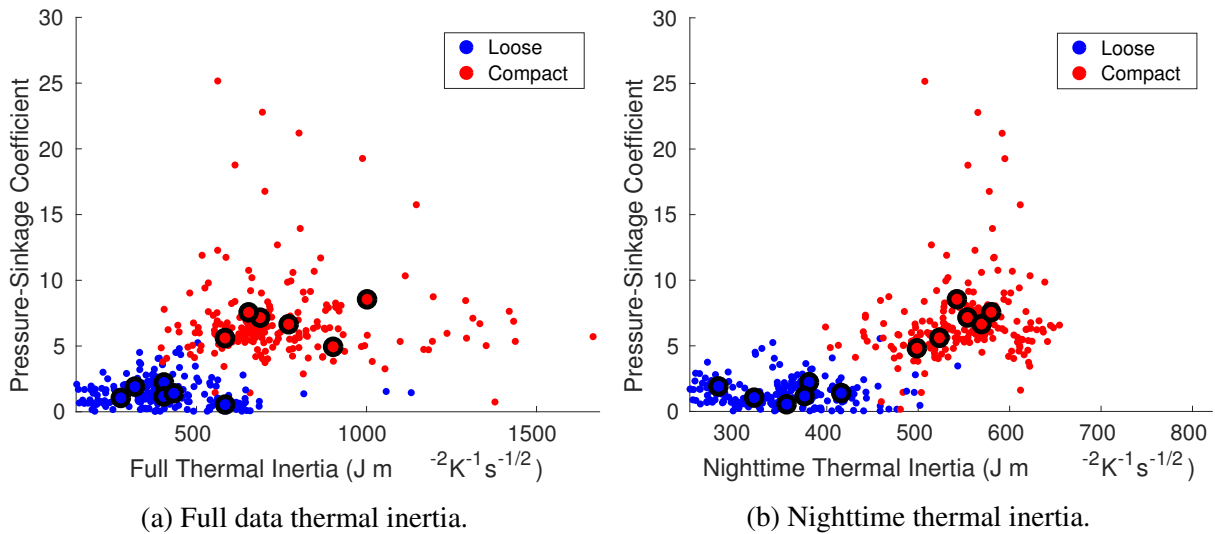 30
25
20
15
10
5
0
Pressure-Sinkage Coefficient
Loose
Compact
500 1000 1500
Full Thermal Inertia (J m -2K-1s-1/2)
(a) Full data thermal inertia.
30
25
20
15
10
5
0
Pressure-Sinkage Coefficient
Loose
Compact
300 400 500 600 700 800
Nighttime Thermal Inertia (J m -2K-1s-1/2)
(b) Nighttime thermal inertia.